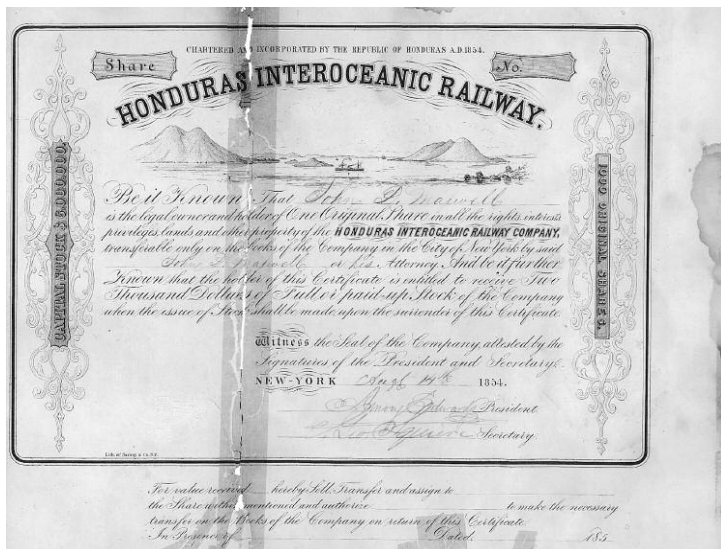 CHARTERED AND INCORPORATED BY THE REPUBLIC OF HONDURAS A.D.1854.
Share
No.
HONDURAS INTEROCEANIC RAILWAY.
CAPITAL STOCK $
1000 ORIGINAL SHARES.
Be it Known That John
is the legal owner and holder of One Original Share in all the rights, interests
privileges, lands and other property of the HONDURAS INTEROCEANIC RAILWAY COMPANY,
transferable only on the books of the Company in the City of New York by said
John or his Attorney And be it further
Known that the holder of this Certificate is entitled to receive Two
Thousand Dollars of Full or paid-up Stock of the Company
when the issue of Stock shall be made upon the surrender of this Certificate
Witness the Seal of the Company, attested by the
Signatures of the President and Secretary.
NEW-YORK Aug 1854.
President.
Secretary.
For value received hereby Sell Transfer and assign to
the Share within mentioned and authorize to make the necessary
transfer on the Books of the Company on return of this Certificate
In Presence of Dated. 185